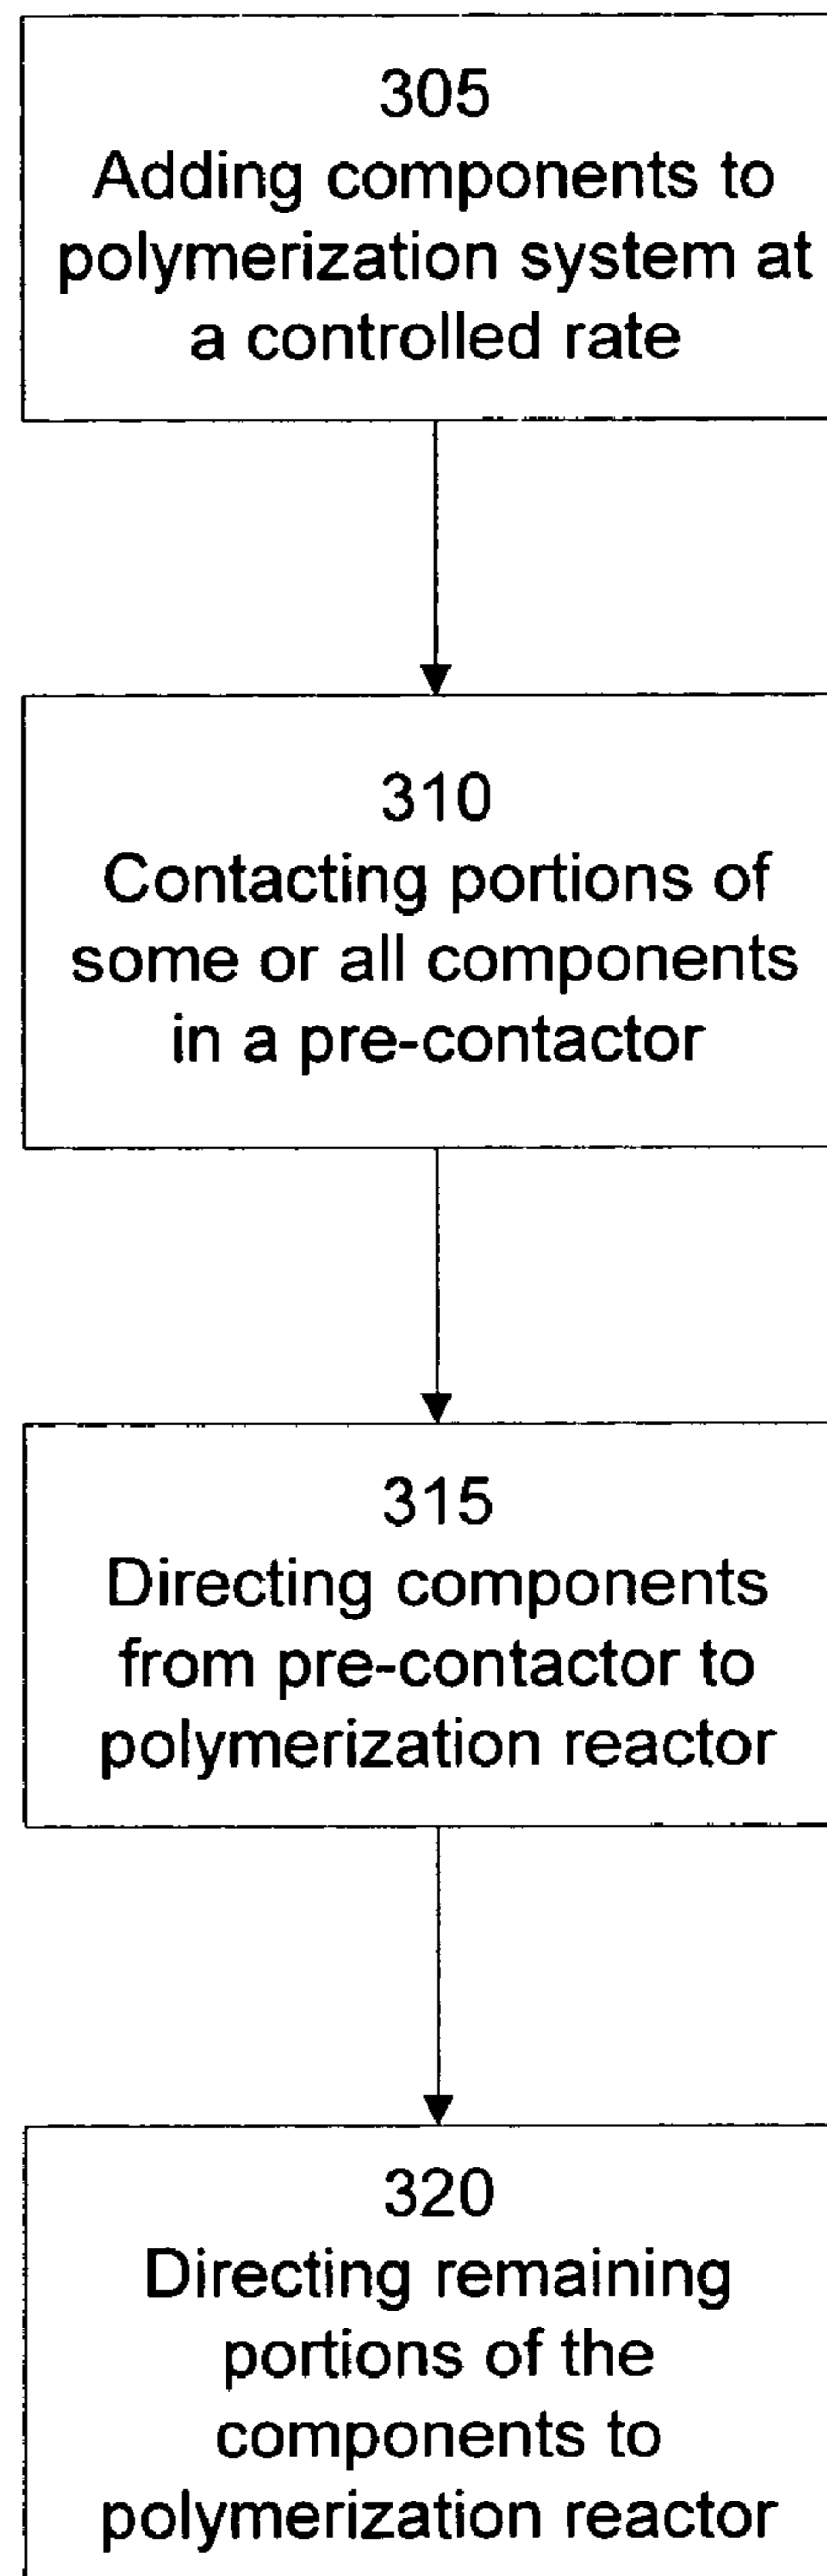 305
Adding components to
polymerization system at
a controlled rate
310
Contacting portions of
some or all components
in a pre-contactor
315
Directing components
from pre-contactor to
polymerization reactor
320
Directing remaining
portions of the
components to
polymerization reactor